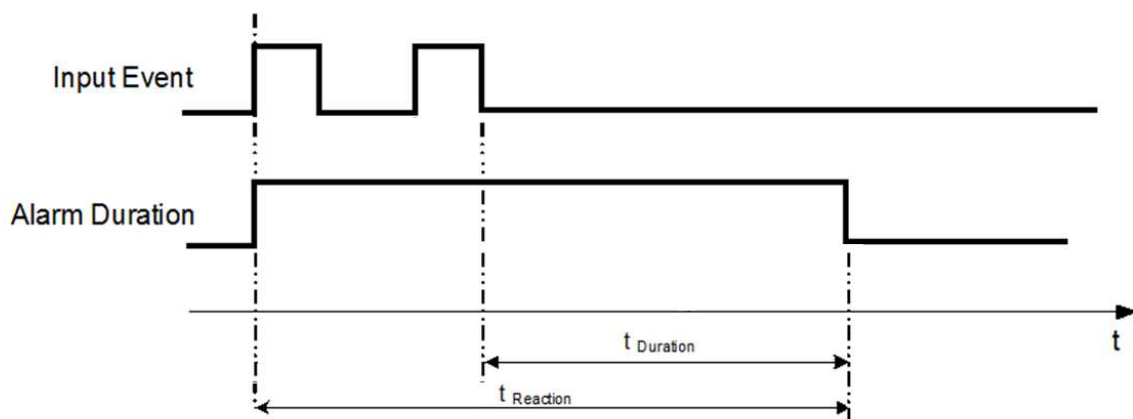 Input Event
Alarm Duration
t
t Duration
t Reaction